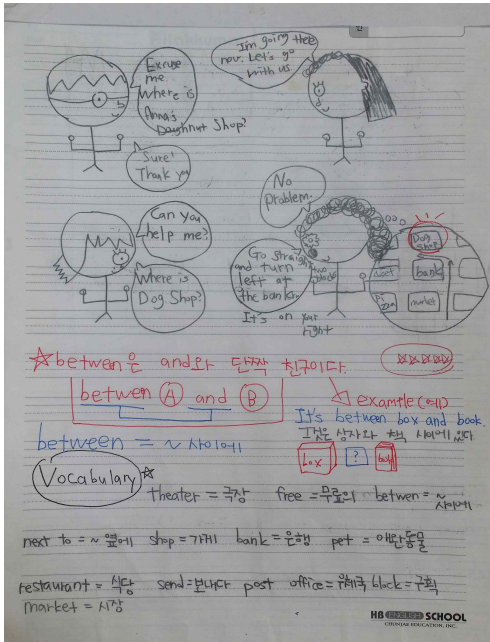 Excuse
me
Where is
Anna's
Doughnut Shop?
I'm going there
now. Let's go
with us
Sure!
Thank you
Can you
help me?
No
problem.
Where is
Dog Shop?
Go straight
two blocks
and turn
left at
the bank.
It's on your
right
Dog
shop
bank
market
☆ betwen은 and와 단짝 친구이다.
betwen Ⓐ and Ⓑ
example(예)
It's between box and book.
그것은 상자와 책 사이에 있다
box ? book
between = ~ 사이에
Vocabulary ☆
theater = 극장 free = 무료의 betwen = ~ 사이에
next to = ~ 옆에 shop = 가게 bank = 은행 pet = 애완동물
restaurant = 식당 send = 보내다 post office = 우체국 block = 구획
market = 시장
HB ENGLISH SCHOOL
CHUNJAE EDUCATION, INC.